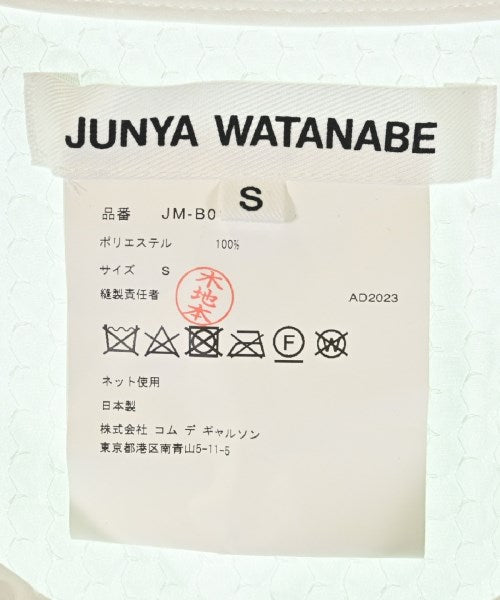 JUNYA WATANABE
S
品番 JM-B0
ポリエステル 100%
サイズ S
縫製責任者 木地本 AD2023
F W
ネット使用
日本製
株式会社 コム デ ギャルソン
東京都港区南青山5-11-5